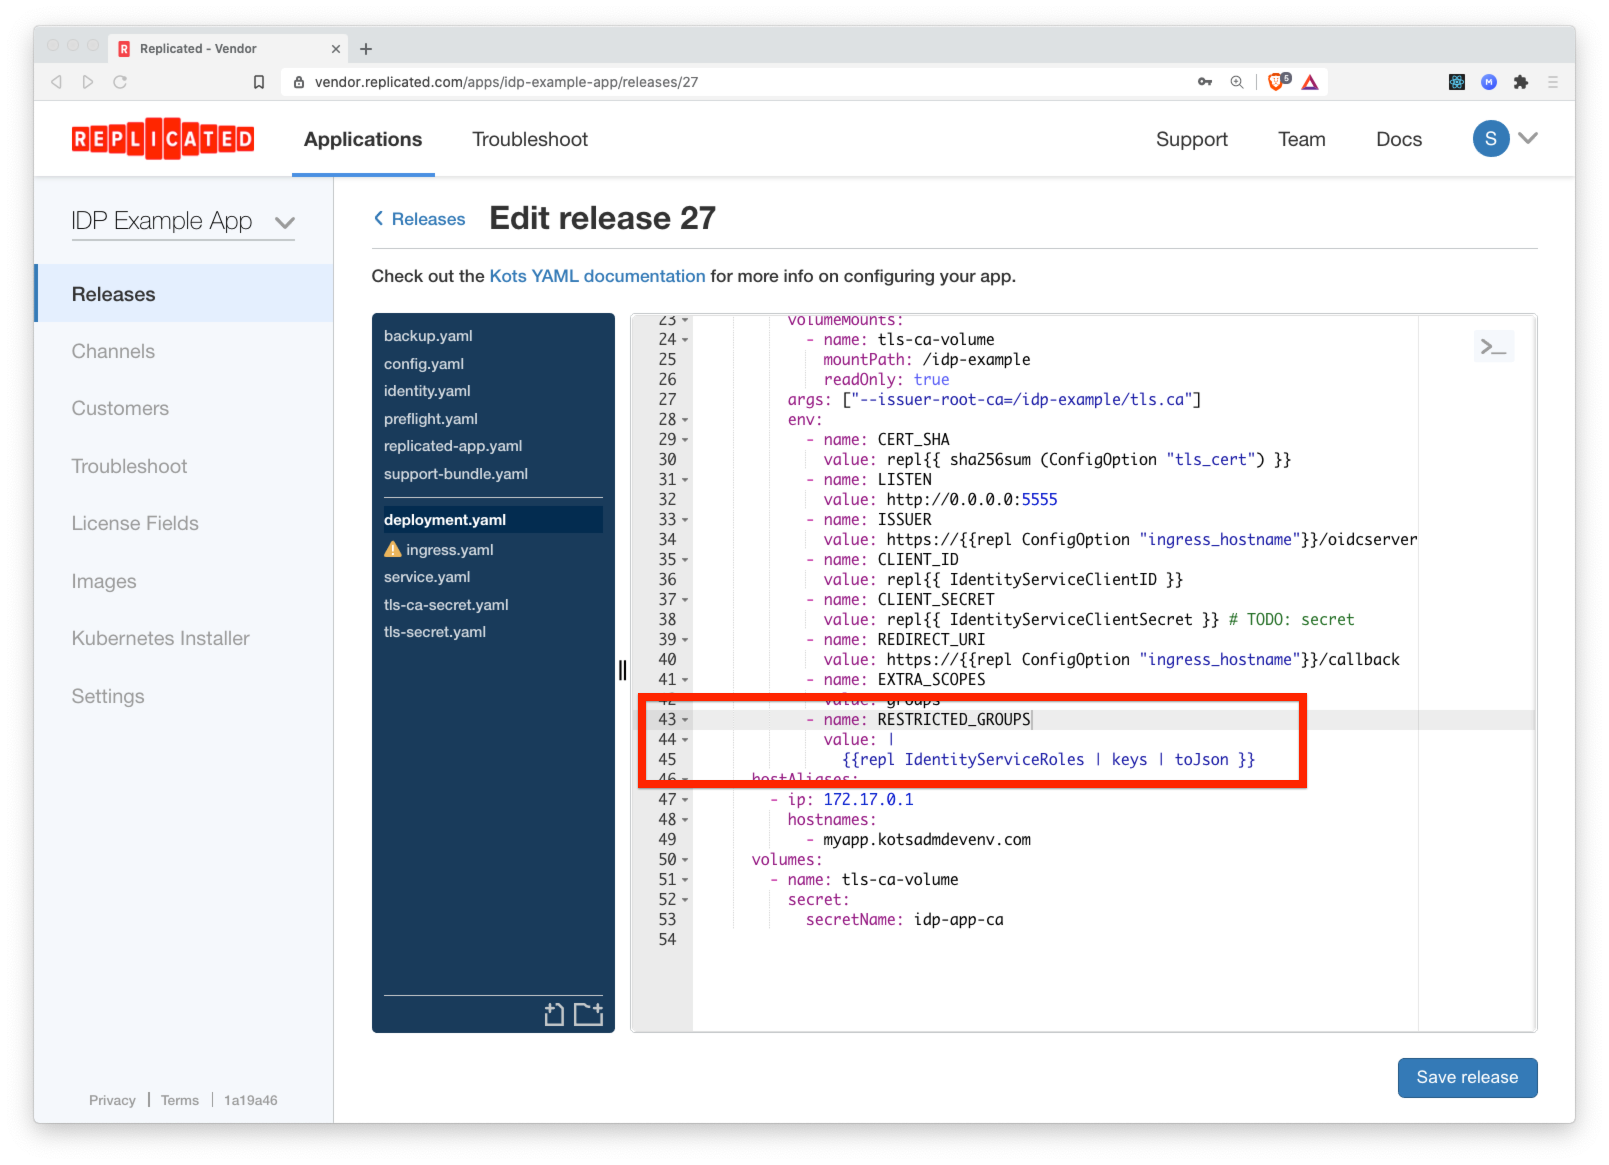 Replicated - Vendor
vendor.replicated.com/apps/idp-example-app/releases/27
5
M
REPLICATED
Applications
Troubleshoot
Support
Team
Docs
S
IDP Example App
Releases
Channels
Customers
Troubleshoot
License Fields
Images
Kubernetes Installer
Settings
Privacy | Terms | 1a19a46
Releases
Edit release 27
Check out the Kots YAML documentation for more info on configuring your app.
backup.yaml
config.yaml
identity.yaml
preflight.yaml
replicated-app.yaml
support-bundle.yaml
deployment.yaml
ingress.yaml
service.yaml
tls-ca-secret.yaml
tls-secret.yaml
23 volumeMounts:
24 - name: tls-ca-volume
25 mountPath: /idp-example
26 readOnly: true
27 args: ["--issuer-root-ca=/idp-example/tls.ca"]
28 env:
29 - name: CERT_SHA
30 value: repl{{ sha256sum (ConfigOption "tls_cert") }}
31 - name: LISTEN
32 value: http://0.0.0.0:5555
33 - name: ISSUER
34 value: https://{{repl ConfigOption "ingress_hostname"}}/oidcserver
35 - name: CLIENT_ID
36 value: repl{{ IdentityServiceClientID }}
37 - name: CLIENT_SECRET
38 value: repl{{ IdentityServiceClientSecret }} # TODO: secret
39 - name: REDIRECT_URI
40 value: https://{{repl ConfigOption "ingress_hostname"}}/callback
41 - name: EXTRA_SCOPES
42 value: groups
43 - name: RESTRICTED_GROUPS
44 value: |
45 {{repl IdentityServiceRoles | keys | toJson }}
46 hostAliases:
47 - ip: 172.17.0.1
48 hostnames:
49 - myapp.kotsadmdevenv.com
50 volumes:
51 - name: tls-ca-volume
52 secret:
53 secretName: idp-app-ca
54
Save release